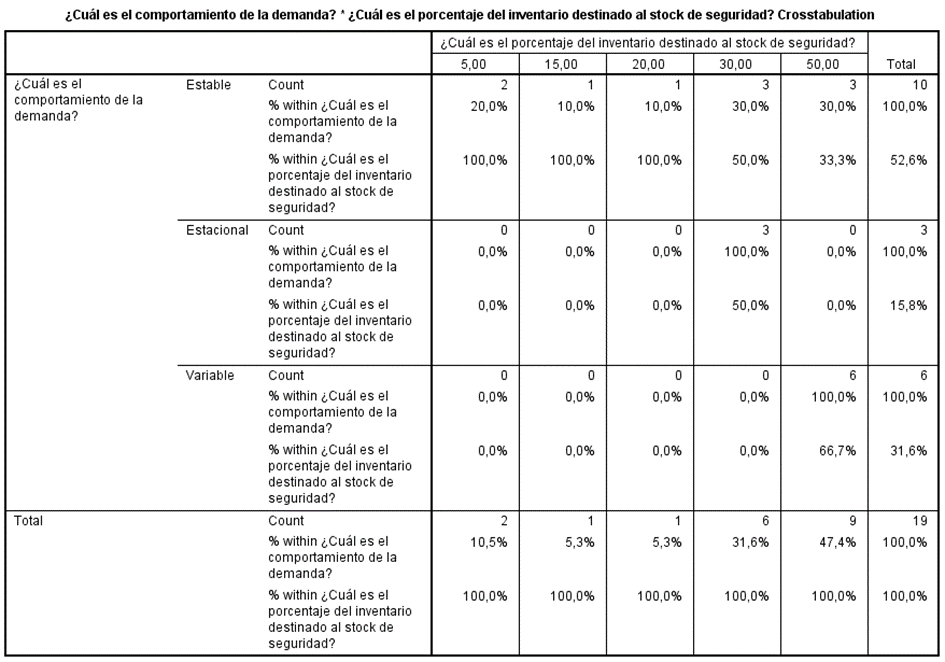 ¿Cuál es el comportamiento de la demanda? * ¿Cuál es el porcentaje del inventario destinado al stock de seguridad? Crosstabulation
¿Cuál es el porcentaje del inventario destinado al stock de seguridad?
5,00 15,00 20,00 30,00 50,00 Total
¿Cuál es el comportamiento de la demanda? Estable Count 2 1 1 3 3 10
% within ¿Cuál es el comportamiento de la demanda? 20,0% 10,0% 10,0% 30,0% 30,0% 100,0%
% within ¿Cuál es el porcentaje del inventario destinado al stock de seguridad? 100,0% 100,0% 100,0% 50,0% 33,3% 52,6%
Estacional Count 0 0 0 3 0 3
% within ¿Cuál es el comportamiento de la demanda? 0,0% 0,0% 0,0% 100,0% 0,0% 100,0%
% within ¿Cuál es el porcentaje del inventario destinado al stock de seguridad? 0,0% 0,0% 0,0% 50,0% 0,0% 15,8%
Variable Count 0 0 0 0 6 6
% within ¿Cuál es el comportamiento de la demanda? 0,0% 0,0% 0,0% 0,0% 100,0% 100,0%
% within ¿Cuál es el porcentaje del inventario destinado al stock de seguridad? 0,0% 0,0% 0,0% 0,0% 66,7% 31,6%
Total Count 2 1 1 6 9 19
% within ¿Cuál es el comportamiento de la demanda? 10,5% 5,3% 5,3% 31,6% 47,4% 100,0%
% within ¿Cuál es el porcentaje del inventario destinado al stock de seguridad? 100,0% 100,0% 100,0% 100,0% 100,0% 100,0%